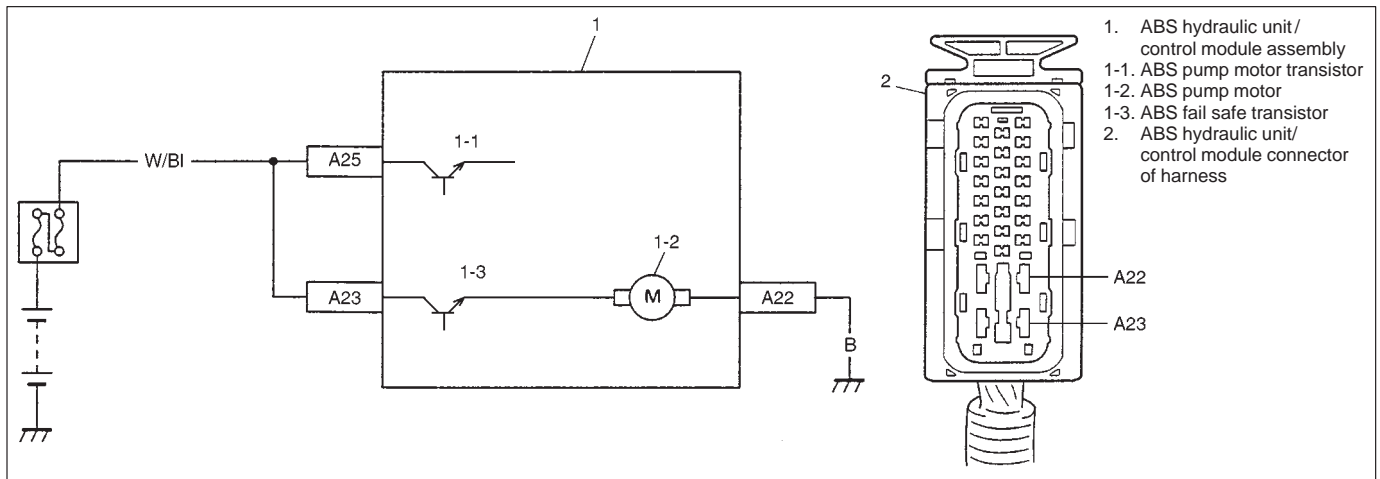 1
1-1
W/Bl
A25
1-2
1-3
A23
M
A22
B
2
A22
A23
1. ABS hydraulic unit/
control module assembly
1-1. ABS pump motor transistor
1-2. ABS pump motor
1-3. ABS fail safe transistor
2. ABS hydraulic unit/
control module connector
of harness